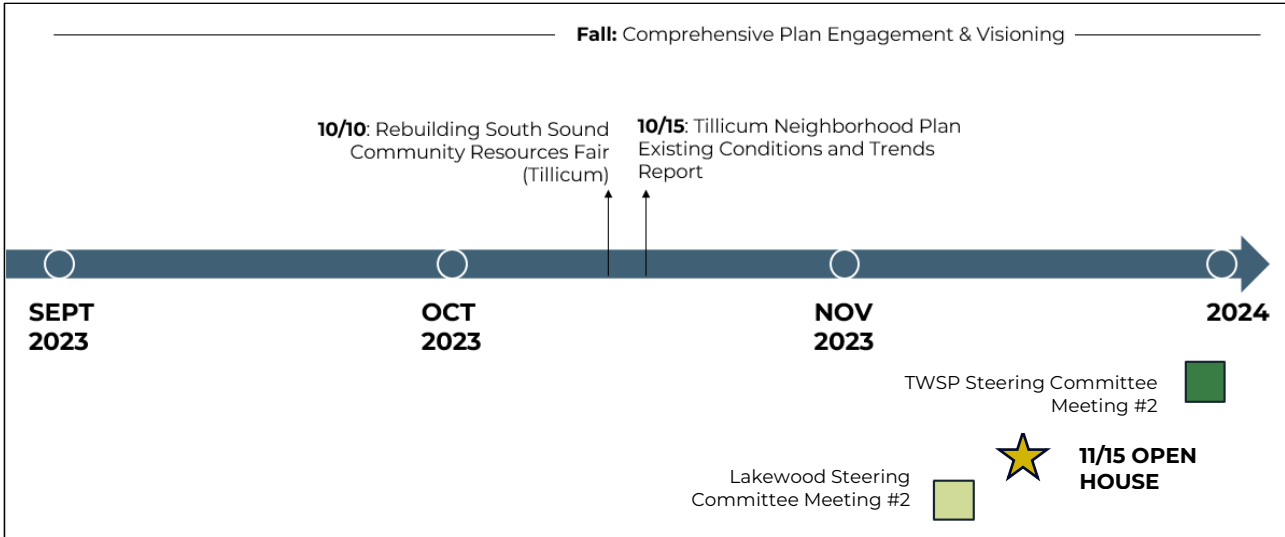 Fall: Comprehensive Plan Engagement & Visioning
10/10: Rebuilding South Sound
Community Resources Fair
(Tillicum)
10/15: Tillicum Neighborhood Plan
Existing Conditions and Trends
Report
SEPT
2023
OCT
2023
NOV
2023
2024
TWSP Steering Committee
Meeting #2
11/15 OPEN
HOUSE
Lakewood Steering
Committee Meeting #2